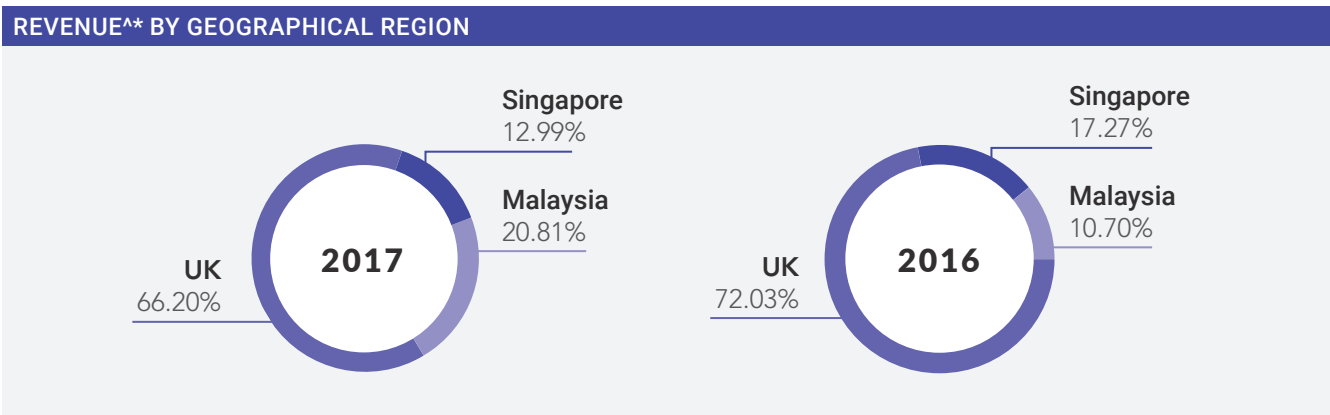 REVENUE^* BY GEOGRAPHICAL REGION
Singapore
12.99%
Malaysia
20.81%
2017
UK
66.20%
Singapore
17.27%
Malaysia
10.70%
2016
UK
72.03%